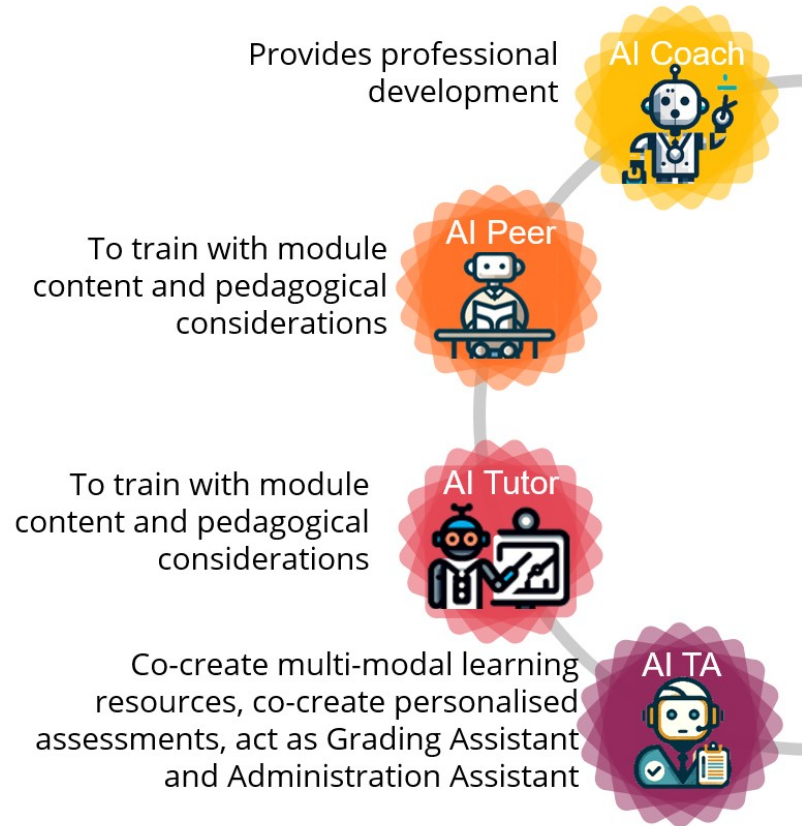 Provides professional
development
AI Coach
To train with module
content and pedagogical
considerations
AI Peer
To train with module
content and pedagogical
considerations
AI Tutor
Co-create multi-modal learning
resources, co-create personalised
assessments, act as Grading Assistant
and Administration Assistant
AI TA